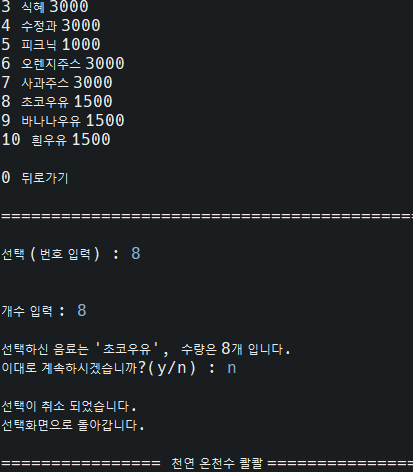 3 식혜 3000
4 수정과 3000
5 피크닉 1000
6 오렌지주스 3000
7 사과주스 3000
8 초코우유 1500
9 바나나우유 1500
10 흰우유 1500
0 뒤로가기
==========================================
선택(번호 입력) : 8
개수 입력 : 8
선택하신 음료는 '초코우유', 수량은 8개 입니다.
이대로 계속하시겠습니까?(y/n) : n
선택이 취소 되었습니다.
선택화면으로 돌아갑니다.
================ 천연 온천수 콸콸 ===============